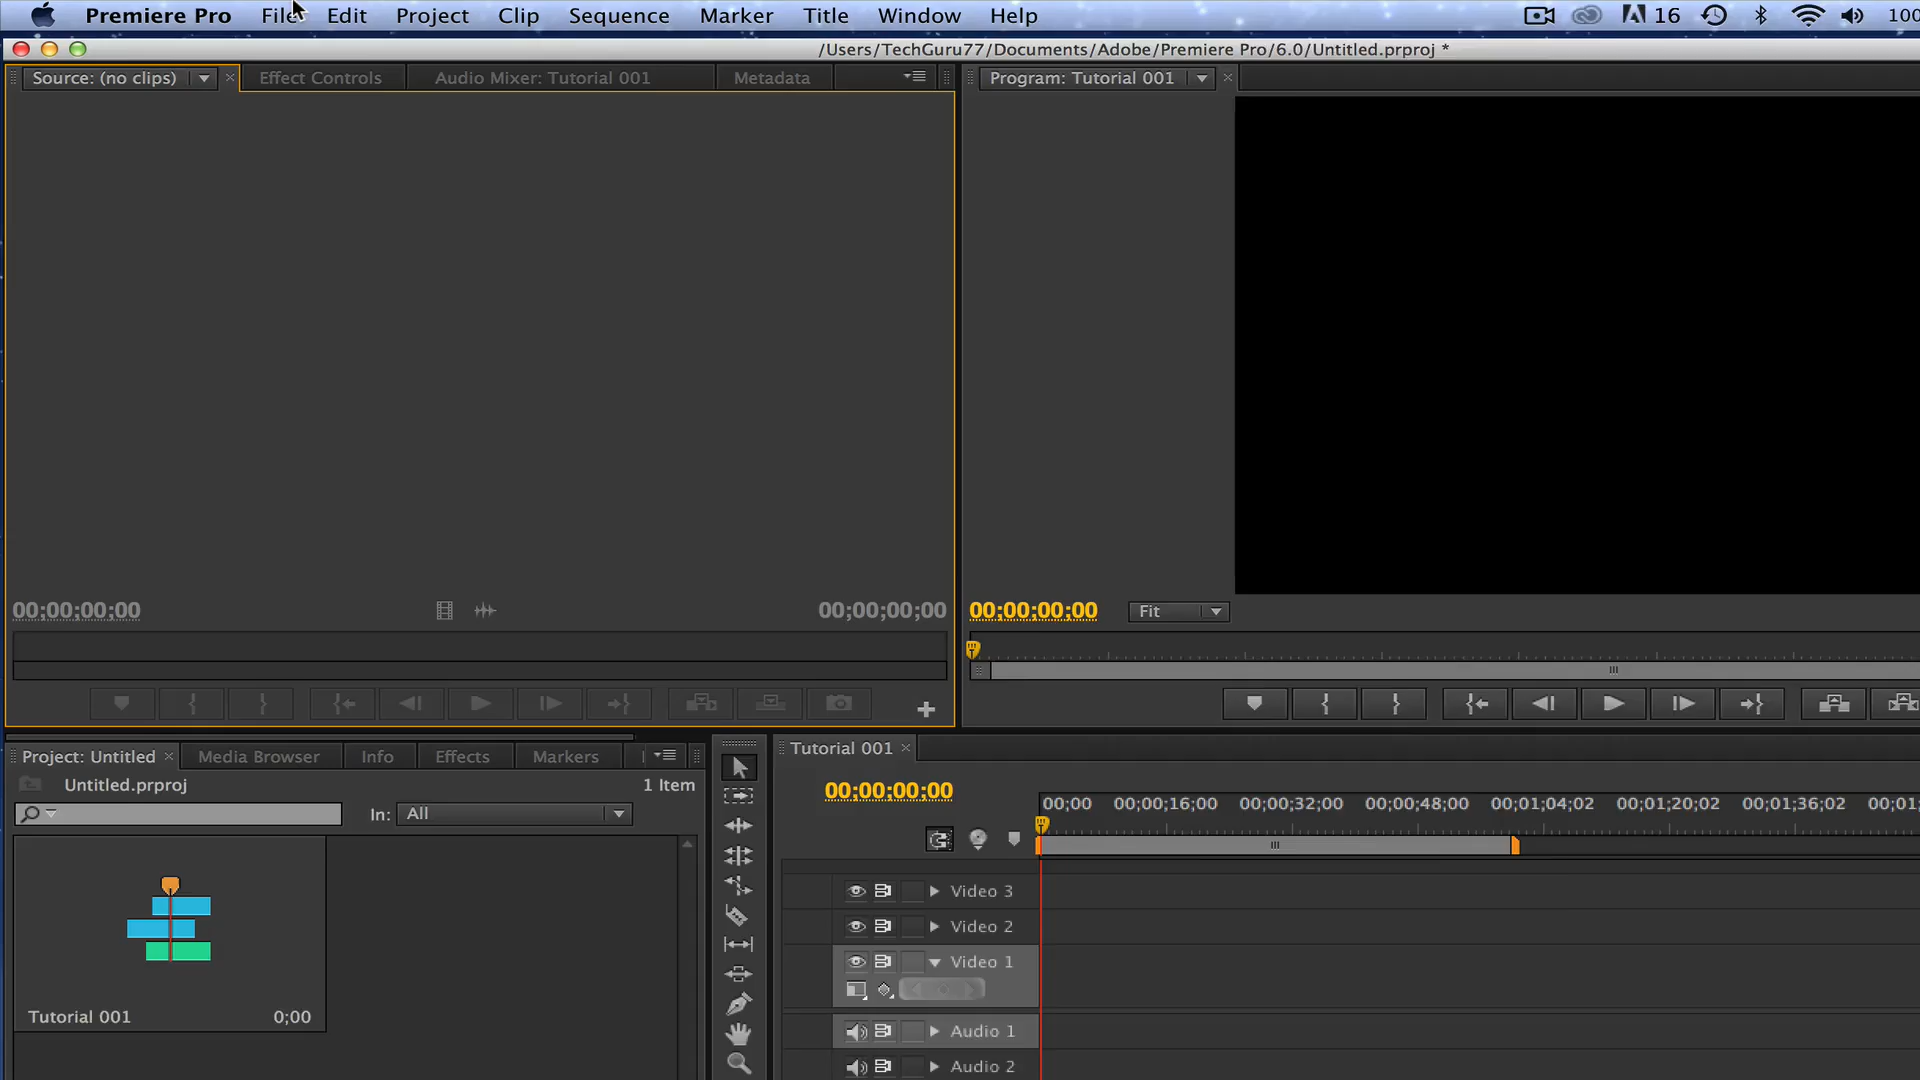 Premiere Pro File Edit Project Clip Sequence Marker Title Window Help 16 100
/Users/TechGuru77/Documents/Adobe/Premiere Pro/6.0/Untitled.prproj *
Source: (no clips) Effect Controls Audio Mixer: Tutorial 001 Metadata
Program: Tutorial 001
00;00;00;00 00;00;00;00
00;00;00;00 Fit
Project: Untitled Media Browser Info Effects Markers
Untitled.prproj 1 Item
In: All
Tutorial 001 0;00
Tutorial 001
00;00;00;00
00;00 00;00;16;00 00;00;32;00 00;00;48;00 00;01;04;02 00;01;20;02 00;01;36;02 00;01;
Video 3
Video 2
Video 1
Audio 1
Audio 2